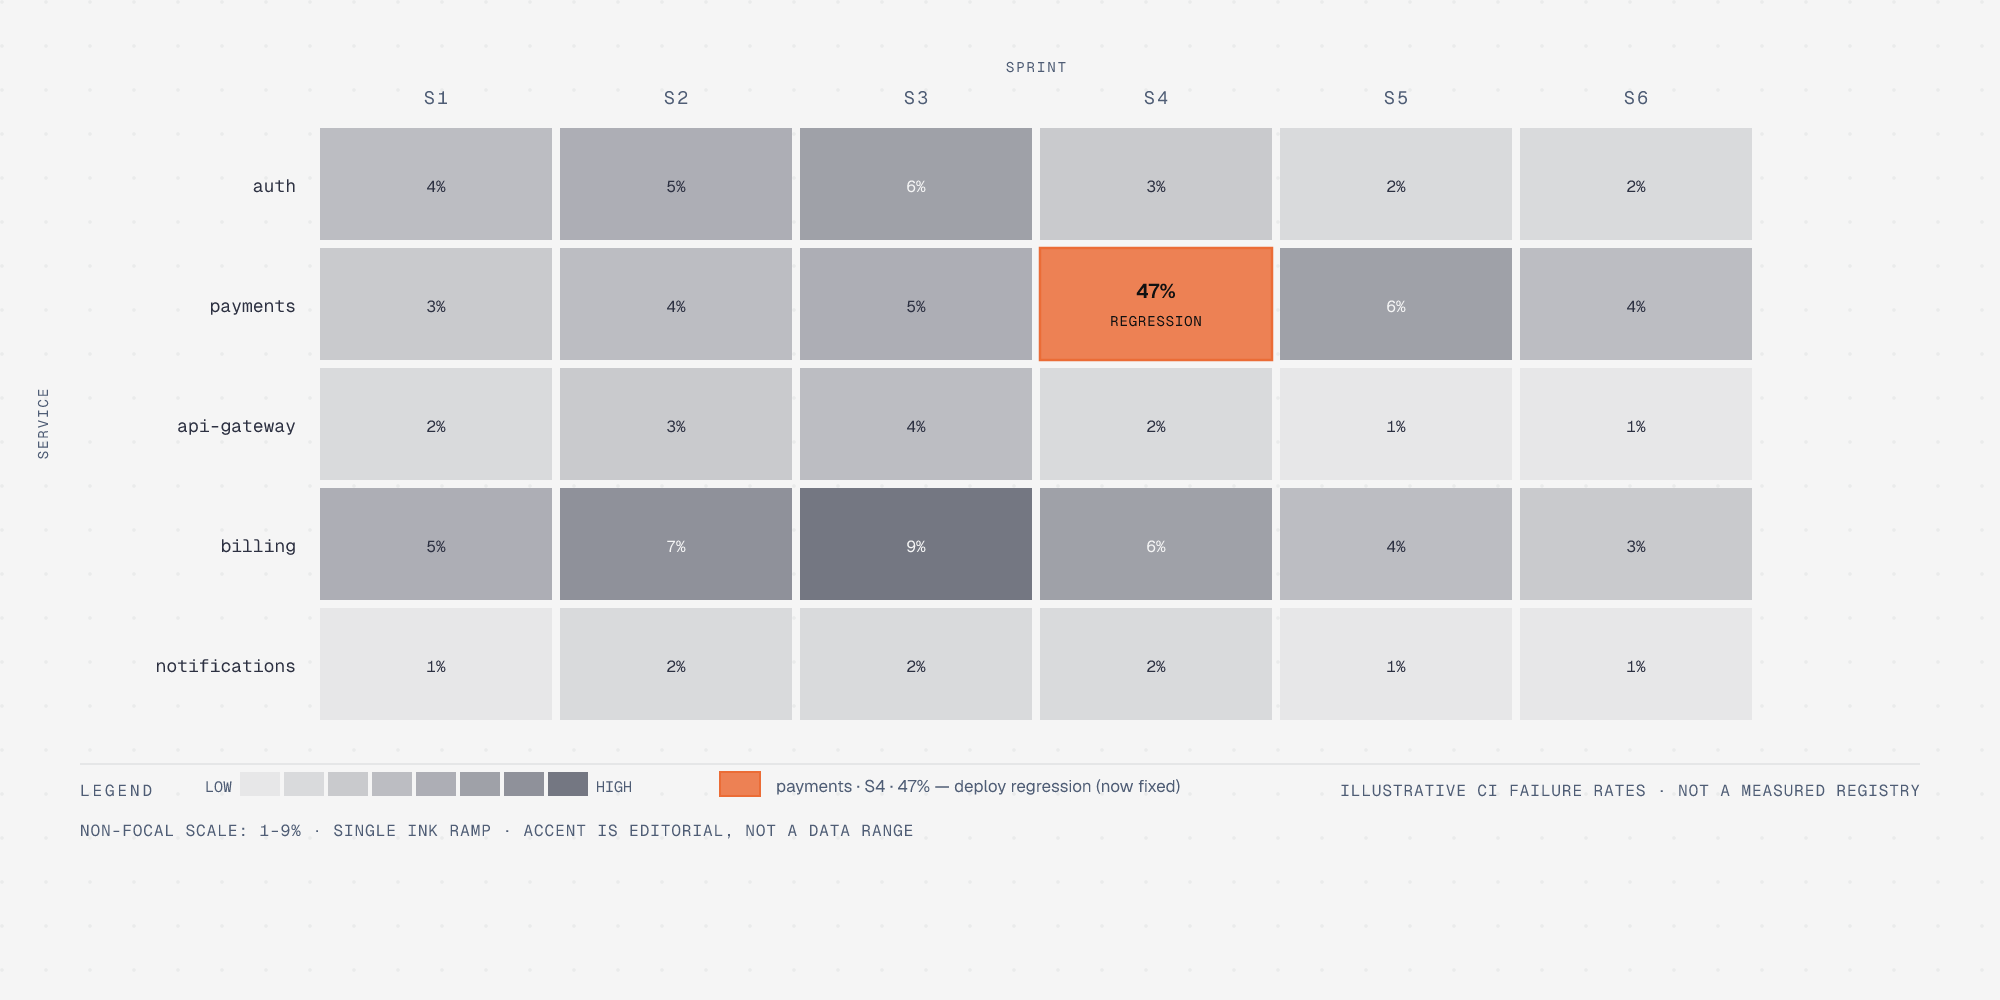 SPRINT
S1 S2 S3 S4 S5 S6
auth 4% 5% 6% 3% 2% 2%
payments 3% 4% 5% 47% 6% 4%
REGRESSION
SERVICE
api-gateway 2% 3% 4% 2% 1% 1%
billing 5% 7% 9% 6% 4% 3%
notifications 1% 2% 2% 2% 1% 1%
LEGEND LOW HIGH payments · S4 · 47% — deploy regression (now fixed) ILLUSTRATIVE CI FAILURE RATES · NOT A MEASURED REGISTRY
NON-FOCAL SCALE: 1–9% · SINGLE INK RAMP · ACCENT IS EDITORIAL, NOT A DATA RANGE